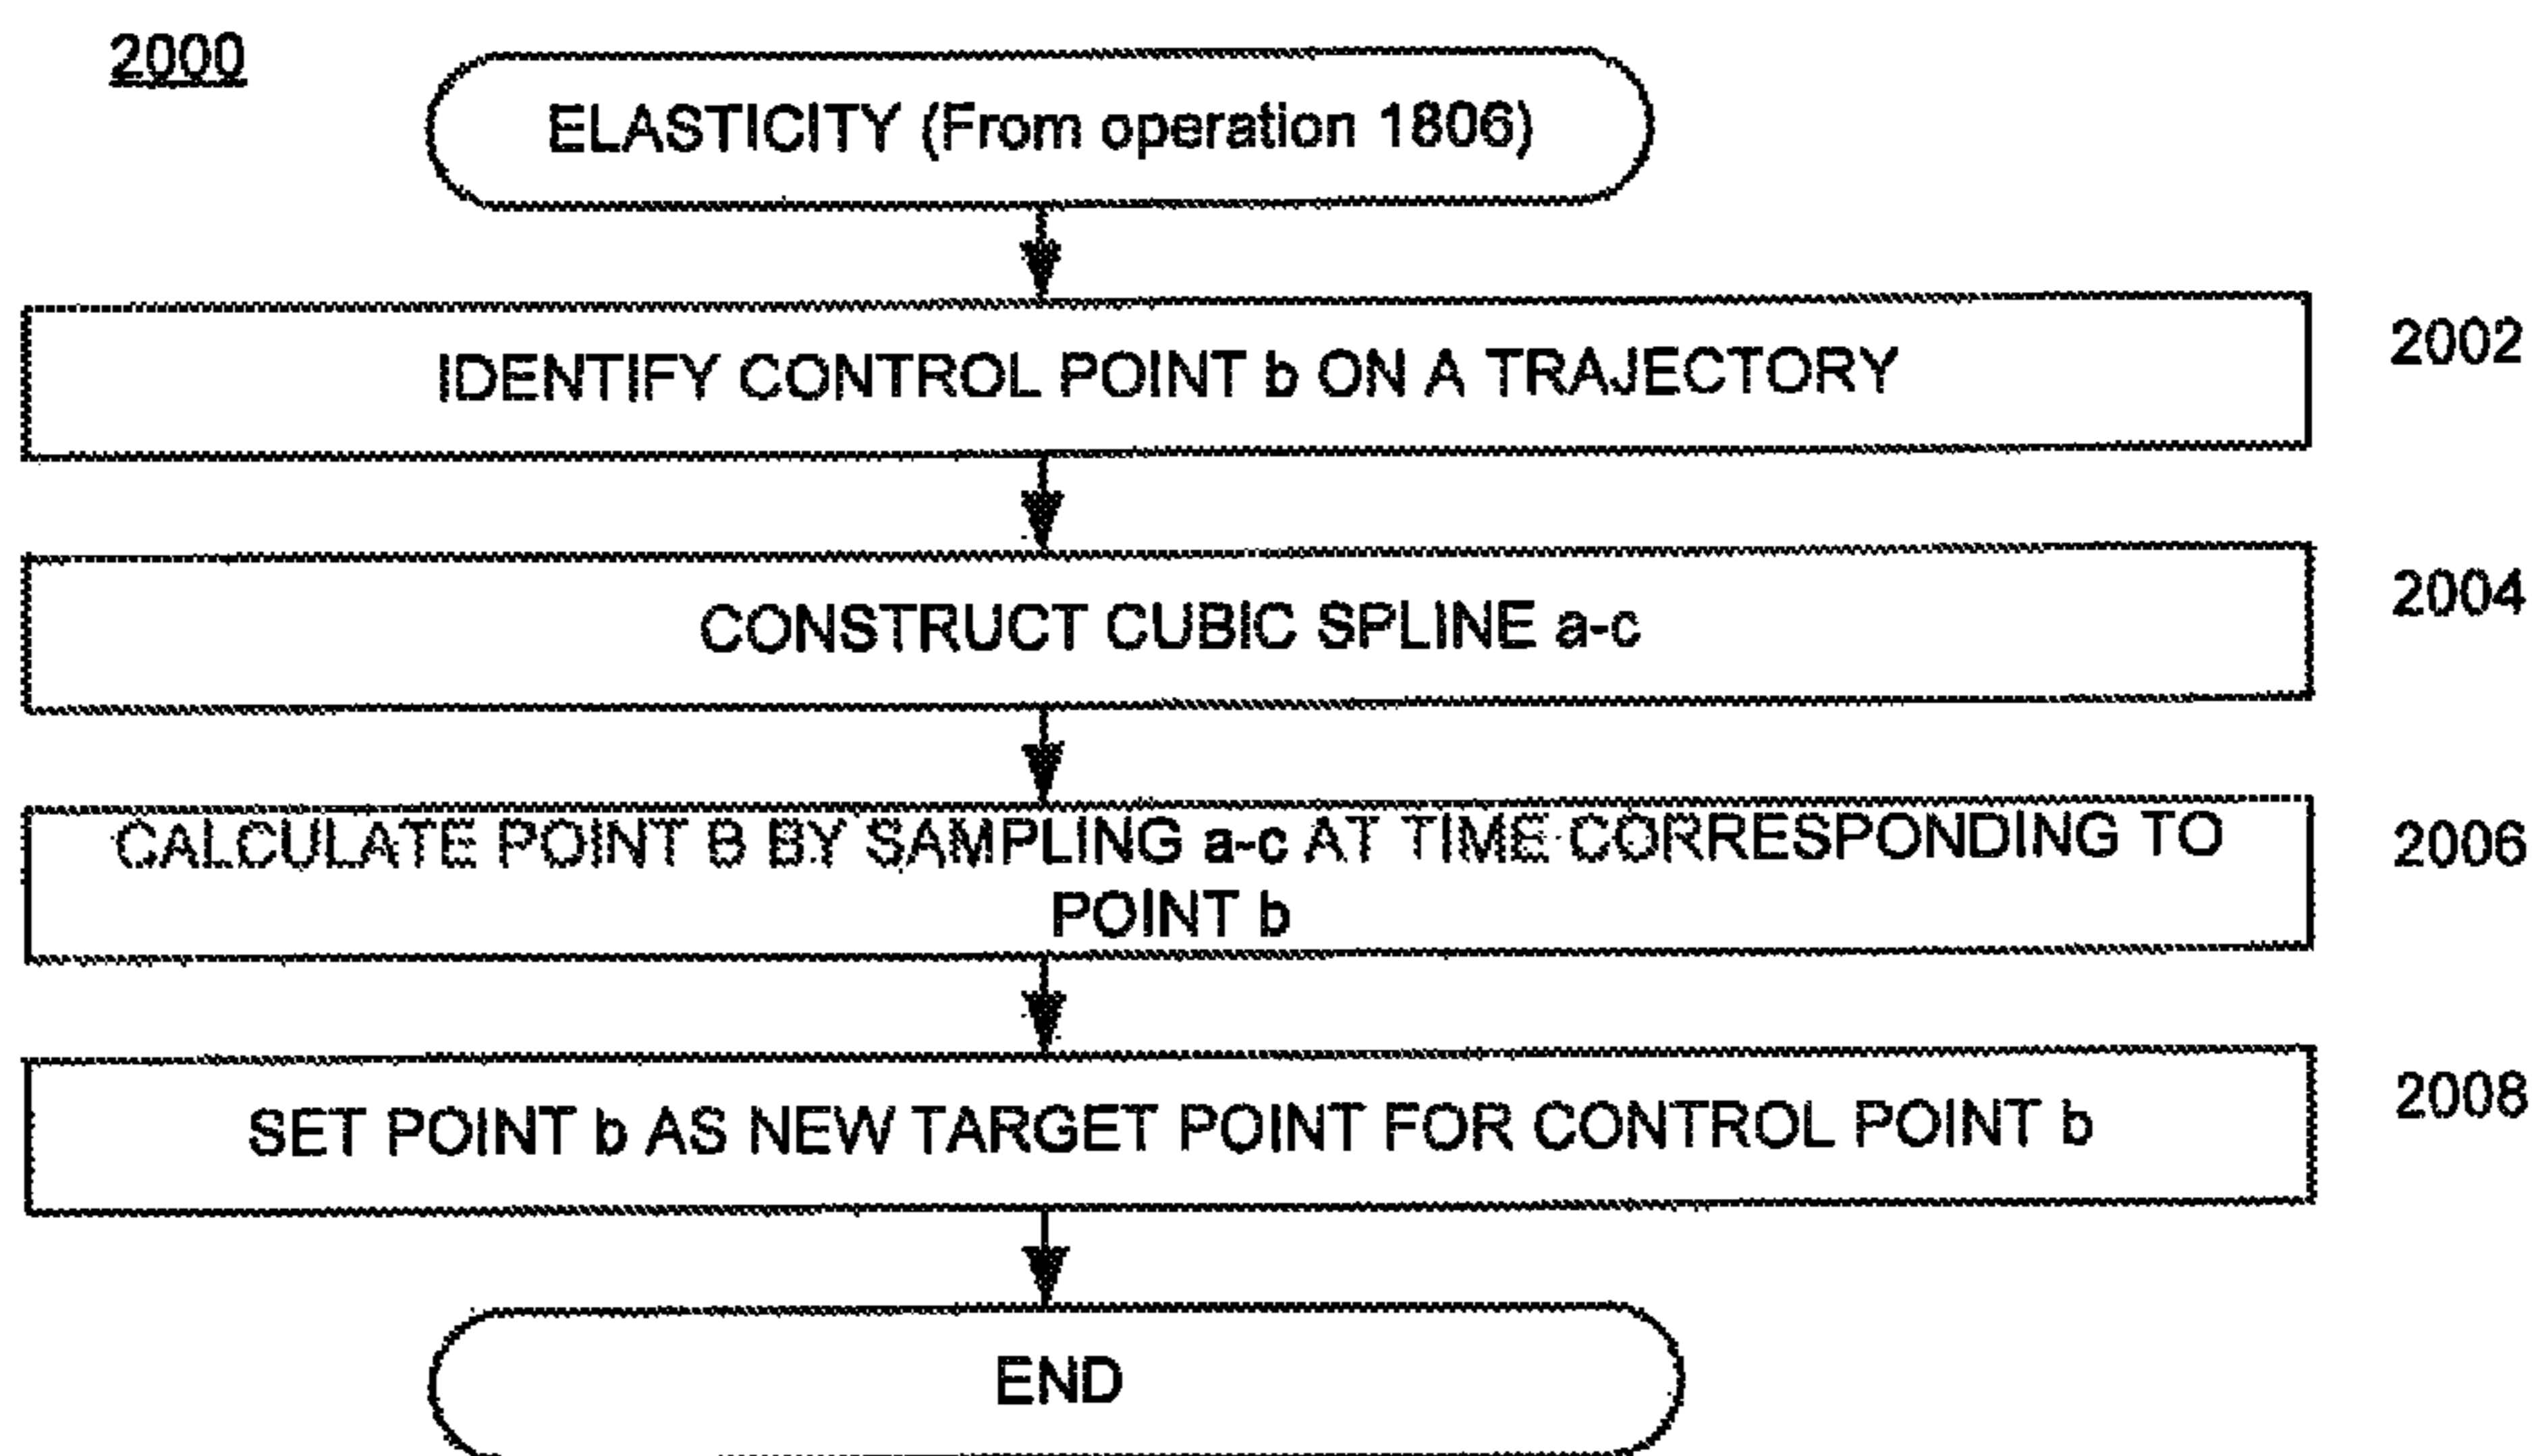 2000
ELASTICITY (From operation 1806)
IDENTIFY CONTROL POINT b ON A TRAJECTORY
2002
CONSTRUCT CUBIC SPLINE a-c
2004
CALCULATE POINT B BY SAMPLING a-c AT TIME CORRESPONDING TO
POINT b
2006
SET POINT b AS NEW TARGET POINT FOR CONTROL POINT b
2008
END